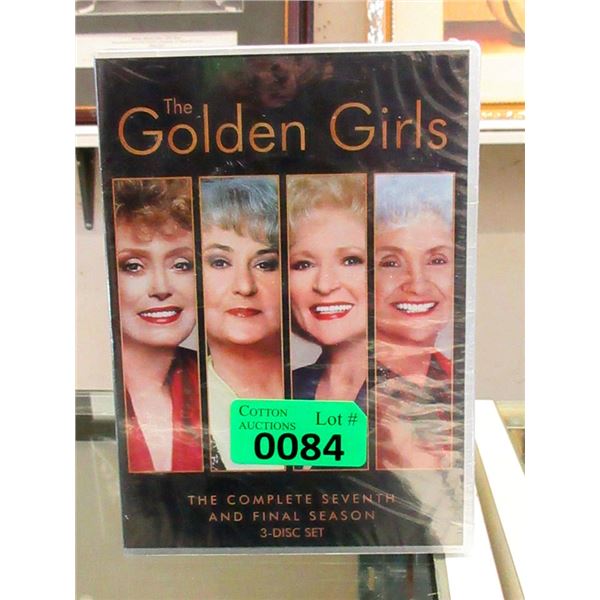 The
Golden Girls
COTTON
AUCTIONS
Lot #
0084
THE COMPLETE SEVENTH
AND FINAL SEASON
3-DISC SET